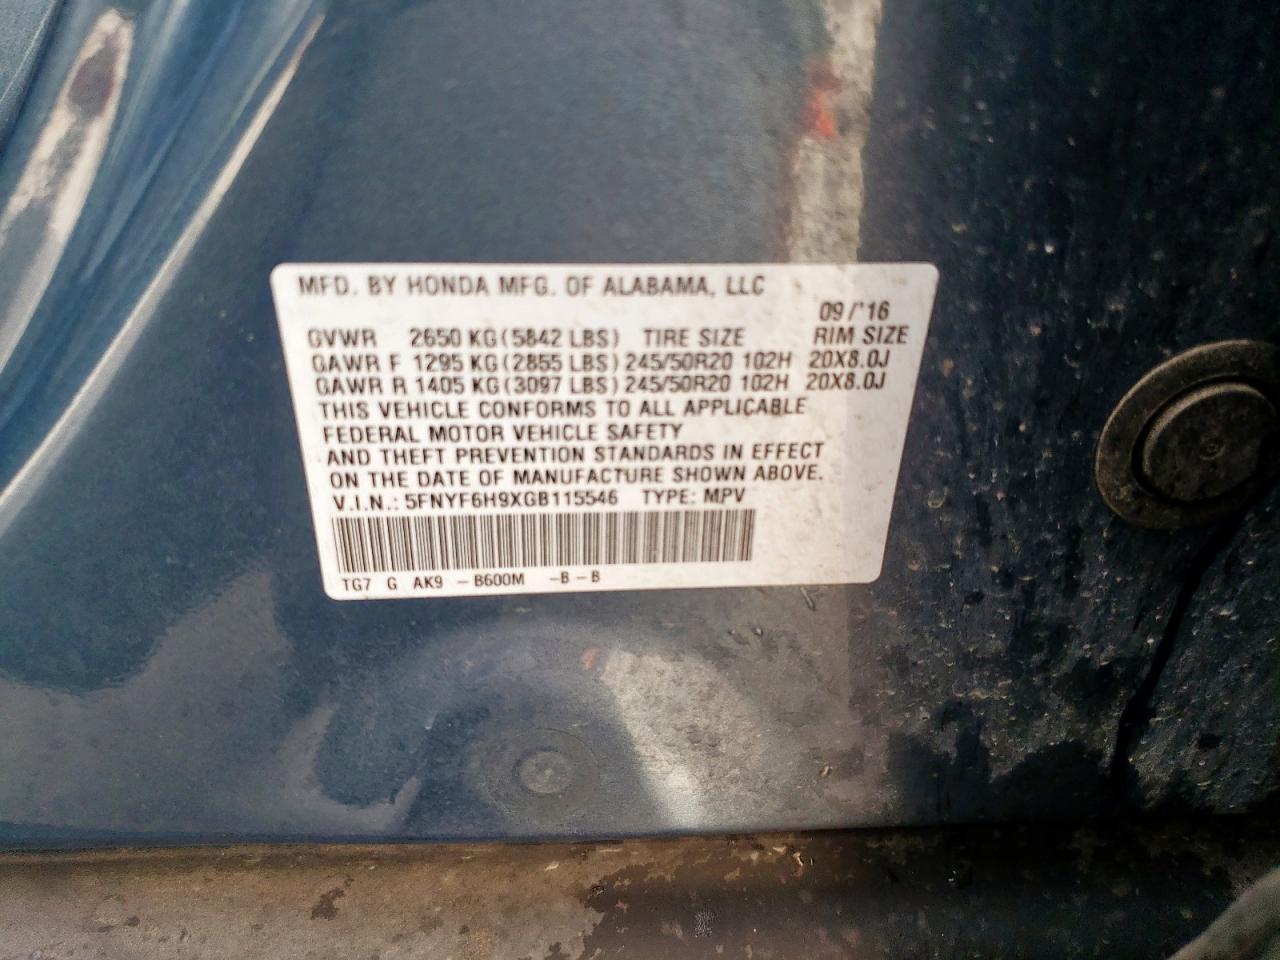 MFD. BY HONDA MFG. OF ALABAMA, LLC
09/'16
GVWR 2650 KG(5842 LBS) TIRE SIZE RIM SIZE
GAWR F 1295 KG(2855 LBS)245/50R20 102H 20X8.0J
GAWR R 1405 KG(3097 LBS)245/50R20 102H 20X8.0J
THIS VEHICLE CONFORMS TO ALL APPLICABLE
FEDERAL MOTOR VEHICLE SAFETY
AND THEFT PREVENTION STANDARDS IN EFFECT
ON THE DATE OF MANUFACTURE SHOWN ABOVE.
V.I.N.: 5FNYF6H9XGB115546 TYPE: MPV
TG7 G AK9 -B600M -B-B